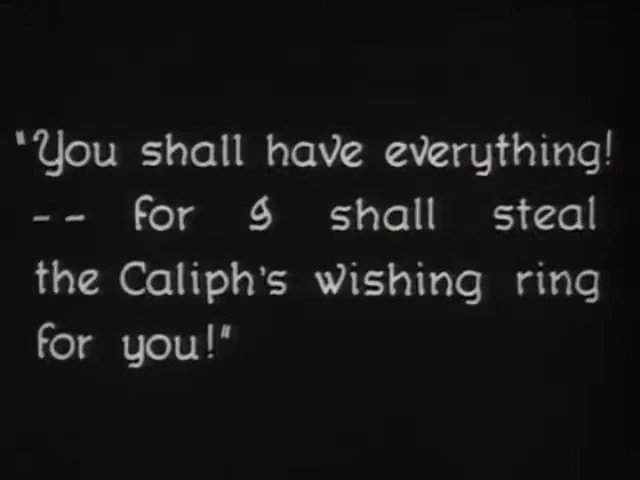 "You shall have everything!
-- for I shall steal
the Caliph's wishing ring
for you!"